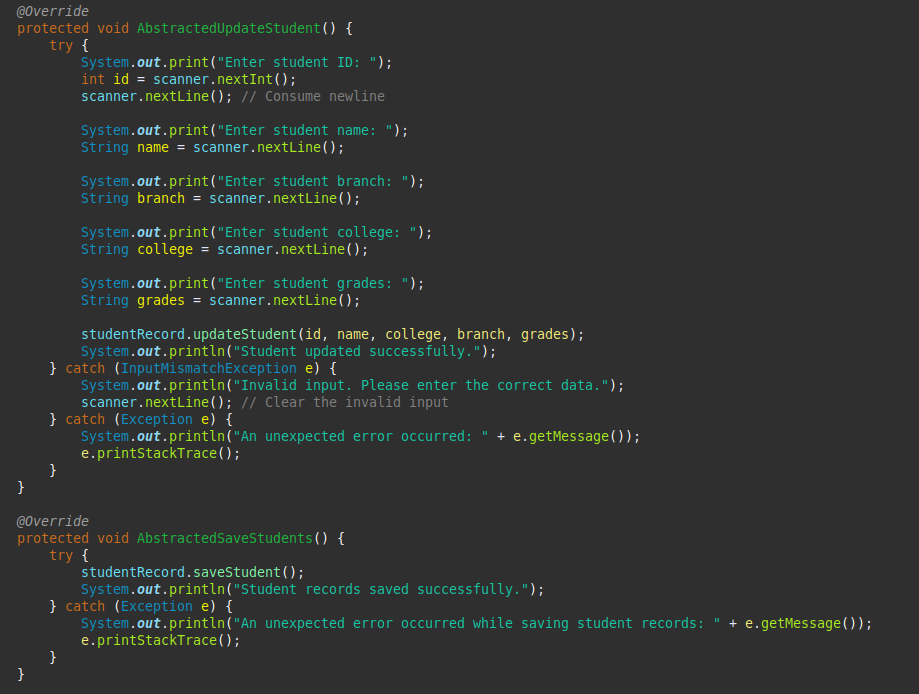 @Override
protected void AbstractedUpdateStudent() {
    try {
        System.out.print("Enter student ID: ");
        int id = scanner.nextInt();
        scanner.nextLine(); // Consume newline

        System.out.print("Enter student name: ");
        String name = scanner.nextLine();

        System.out.print("Enter student branch: ");
        String branch = scanner.nextLine();

        System.out.print("Enter student college: ");
        String college = scanner.nextLine();

        System.out.print("Enter student grades: ");
        String grades = scanner.nextLine();

        studentRecord.updateStudent(id, name, college, branch, grades);
        System.out.println("Student updated successfully.");
    } catch (InputMismatchException e) {
        System.out.println("Invalid input. Please enter the correct data.");
        scanner.nextLine(); // Clear the invalid input
    } catch (Exception e) {
        System.out.println("An unexpected error occurred: " + e.getMessage());
        e.printStackTrace();
    }
}

@Override
protected void AbstractedSaveStudents() {
    try {
        studentRecord.saveStudent();
        System.out.println("Student records saved successfully.");
    } catch (Exception e) {
        System.out.println("An unexpected error occurred while saving student records: " + e.getMessage());
        e.printStackTrace();
    }
}